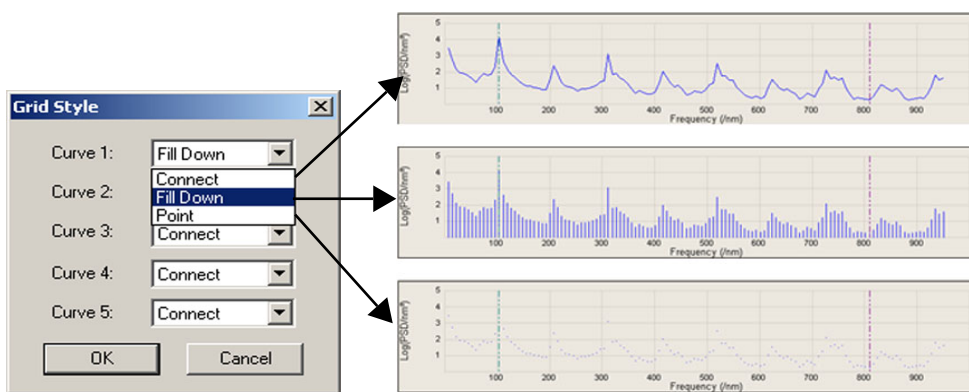 Grid Style
Curve 1: Fill Down
Connect
Curve 2: Fill Down
Point
Curve 3: Connect
Curve 4: Connect
Curve 5: Connect
OK Cancel
Log(PSD/nm²)
5
4
3
2
1
100 200 300 400 500 600 700 800 900
Frequency (/nm)
Log(PSD/nm²)
5
4
3
2
1
100 200 300 400 500 600 700 800 900
Frequency (/nm)
Log(PSD/nm²)
5
4
3
2
1
100 200 300 400 500 600 700 800 900
Frequency (/nm)